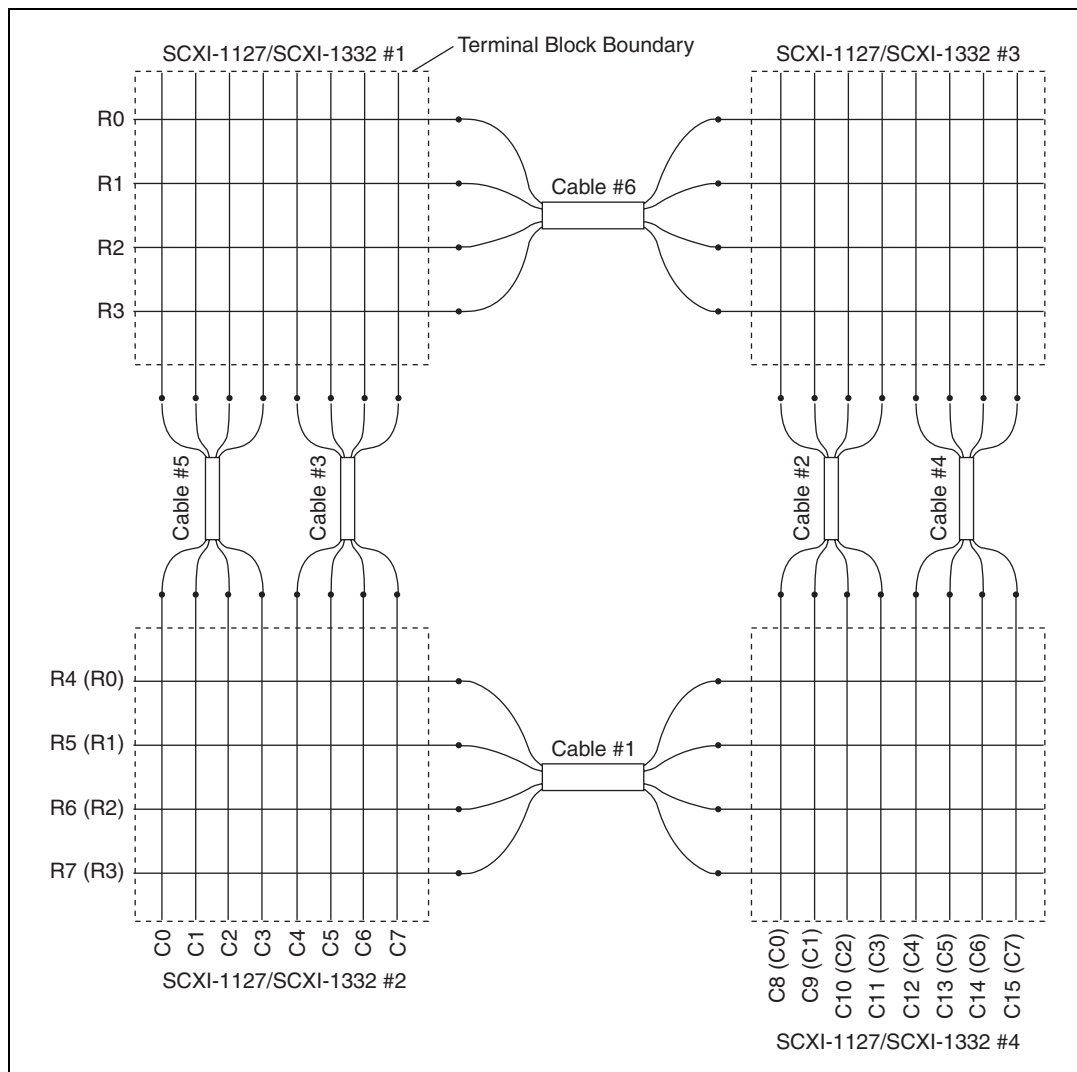 SCXI-1127/SCXI-1332 #1
Terminal Block Boundary
SCXI-1127/SCXI-1332 #3
R0
R1
R2
R3
Cable #6
Cable #5
Cable #3
Cable #2
Cable #4
R4 (R0)
R5 (R1)
R6 (R2)
R7 (R3)
Cable #1
C0
C1
C2
C3
C4
C5
C6
C7
SCXI-1127/SCXI-1332 #2
C8 (C0)
C9 (C1)
C10 (C2)
C11 (C3)
C12 (C4)
C13 (C5)
C14 (C6)
C15 (C7)
SCXI-1127/SCXI-1332 #4